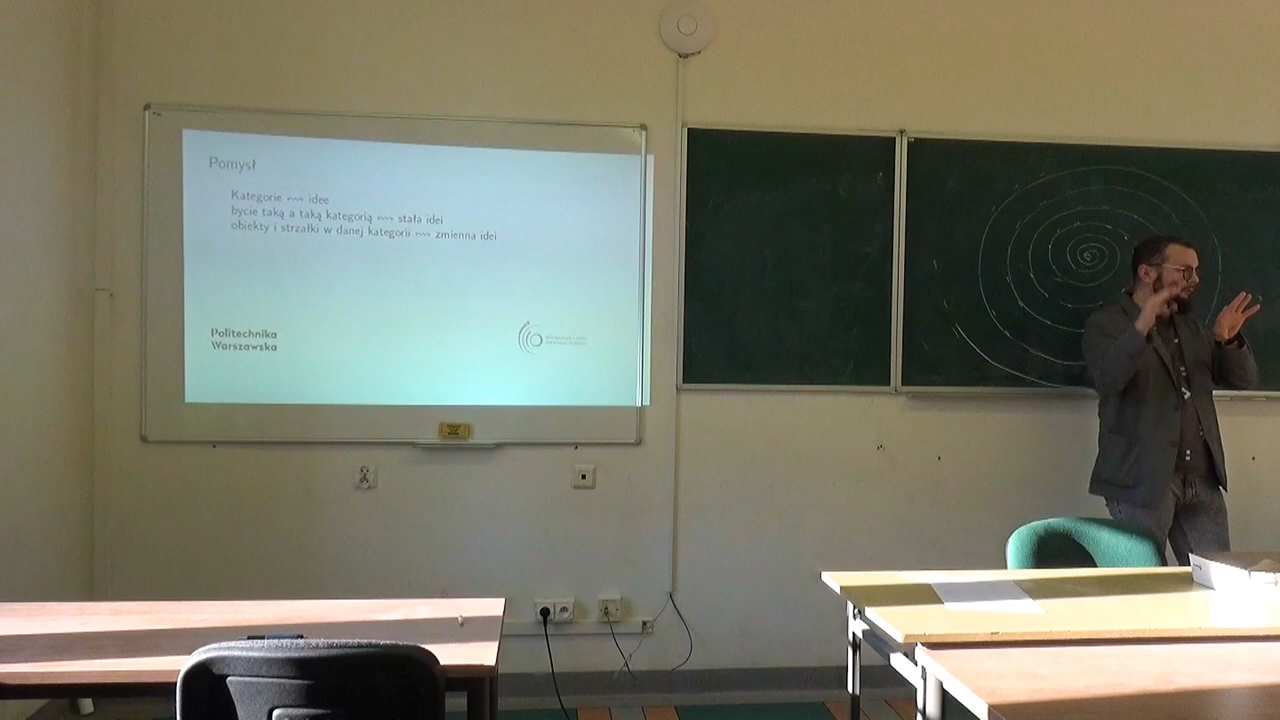 Pomysł
Kategorie ⇝ idee
bycie taką a taką kategorią ⇝ stała idei
obiekty i strzałki w danej kategorii ⇝ zmienna idei
Politechnika
Warszawska